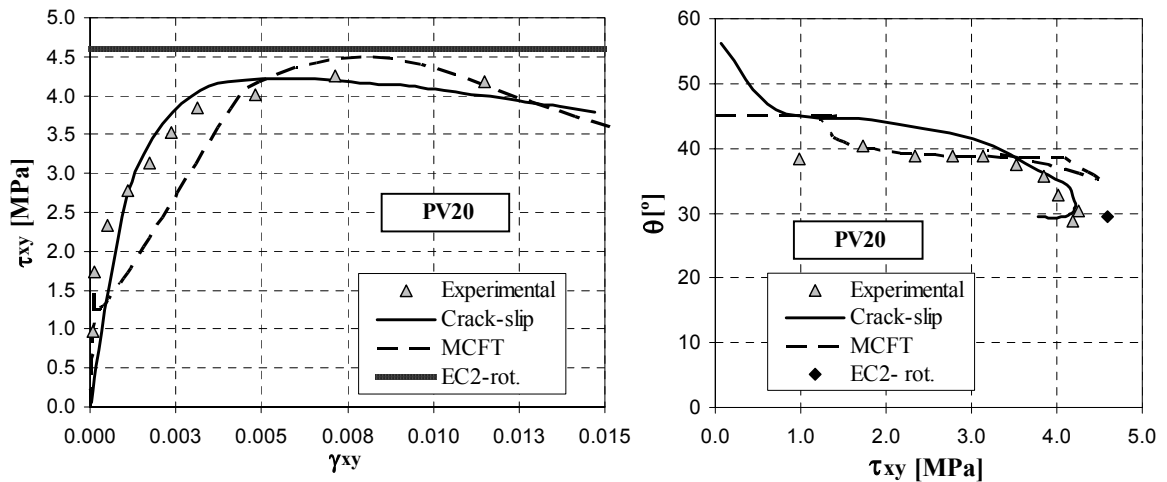 5.0
4.5
4.0
3.5
3.0
2.5
2.0
1.5
1.0
0.5
0.0
τxy [MPa]
PV20
Experimental
Crack-slip
MCFT
EC2-rot.
0.000 0.003 0.005 0.008 0.010 0.013 0.015
γxy
60
50
40
30
20
10
0
θ [º]
PV20
Experimental
Crack-slip
MCFT
EC2- rot.
0.0 1.0 2.0 3.0 4.0 5.0
τxy [MPa]